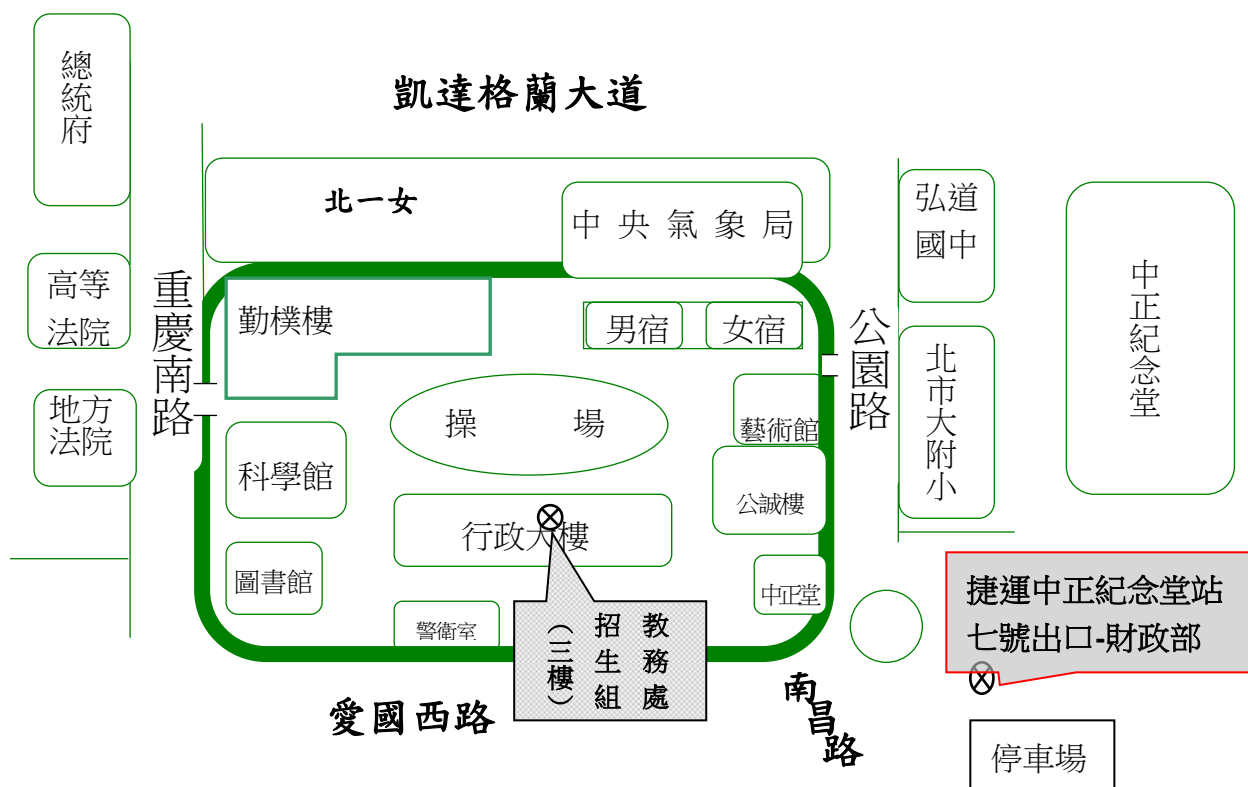 總統府
凱達格蘭大道
北一女
中央氣象局
弘道
國中
中正紀念堂
高等
法院
重慶南路
勤樸樓
男宿
女宿
公園路
北市大附小
地方
法院
操場
藝術館
科學館
公誠樓
行政大樓
圖書館
中正堂
警衛室
教務處
招生組
（三樓）
捷運中正紀念堂站
七號出口-財政部
愛國西路
南昌路
停車場